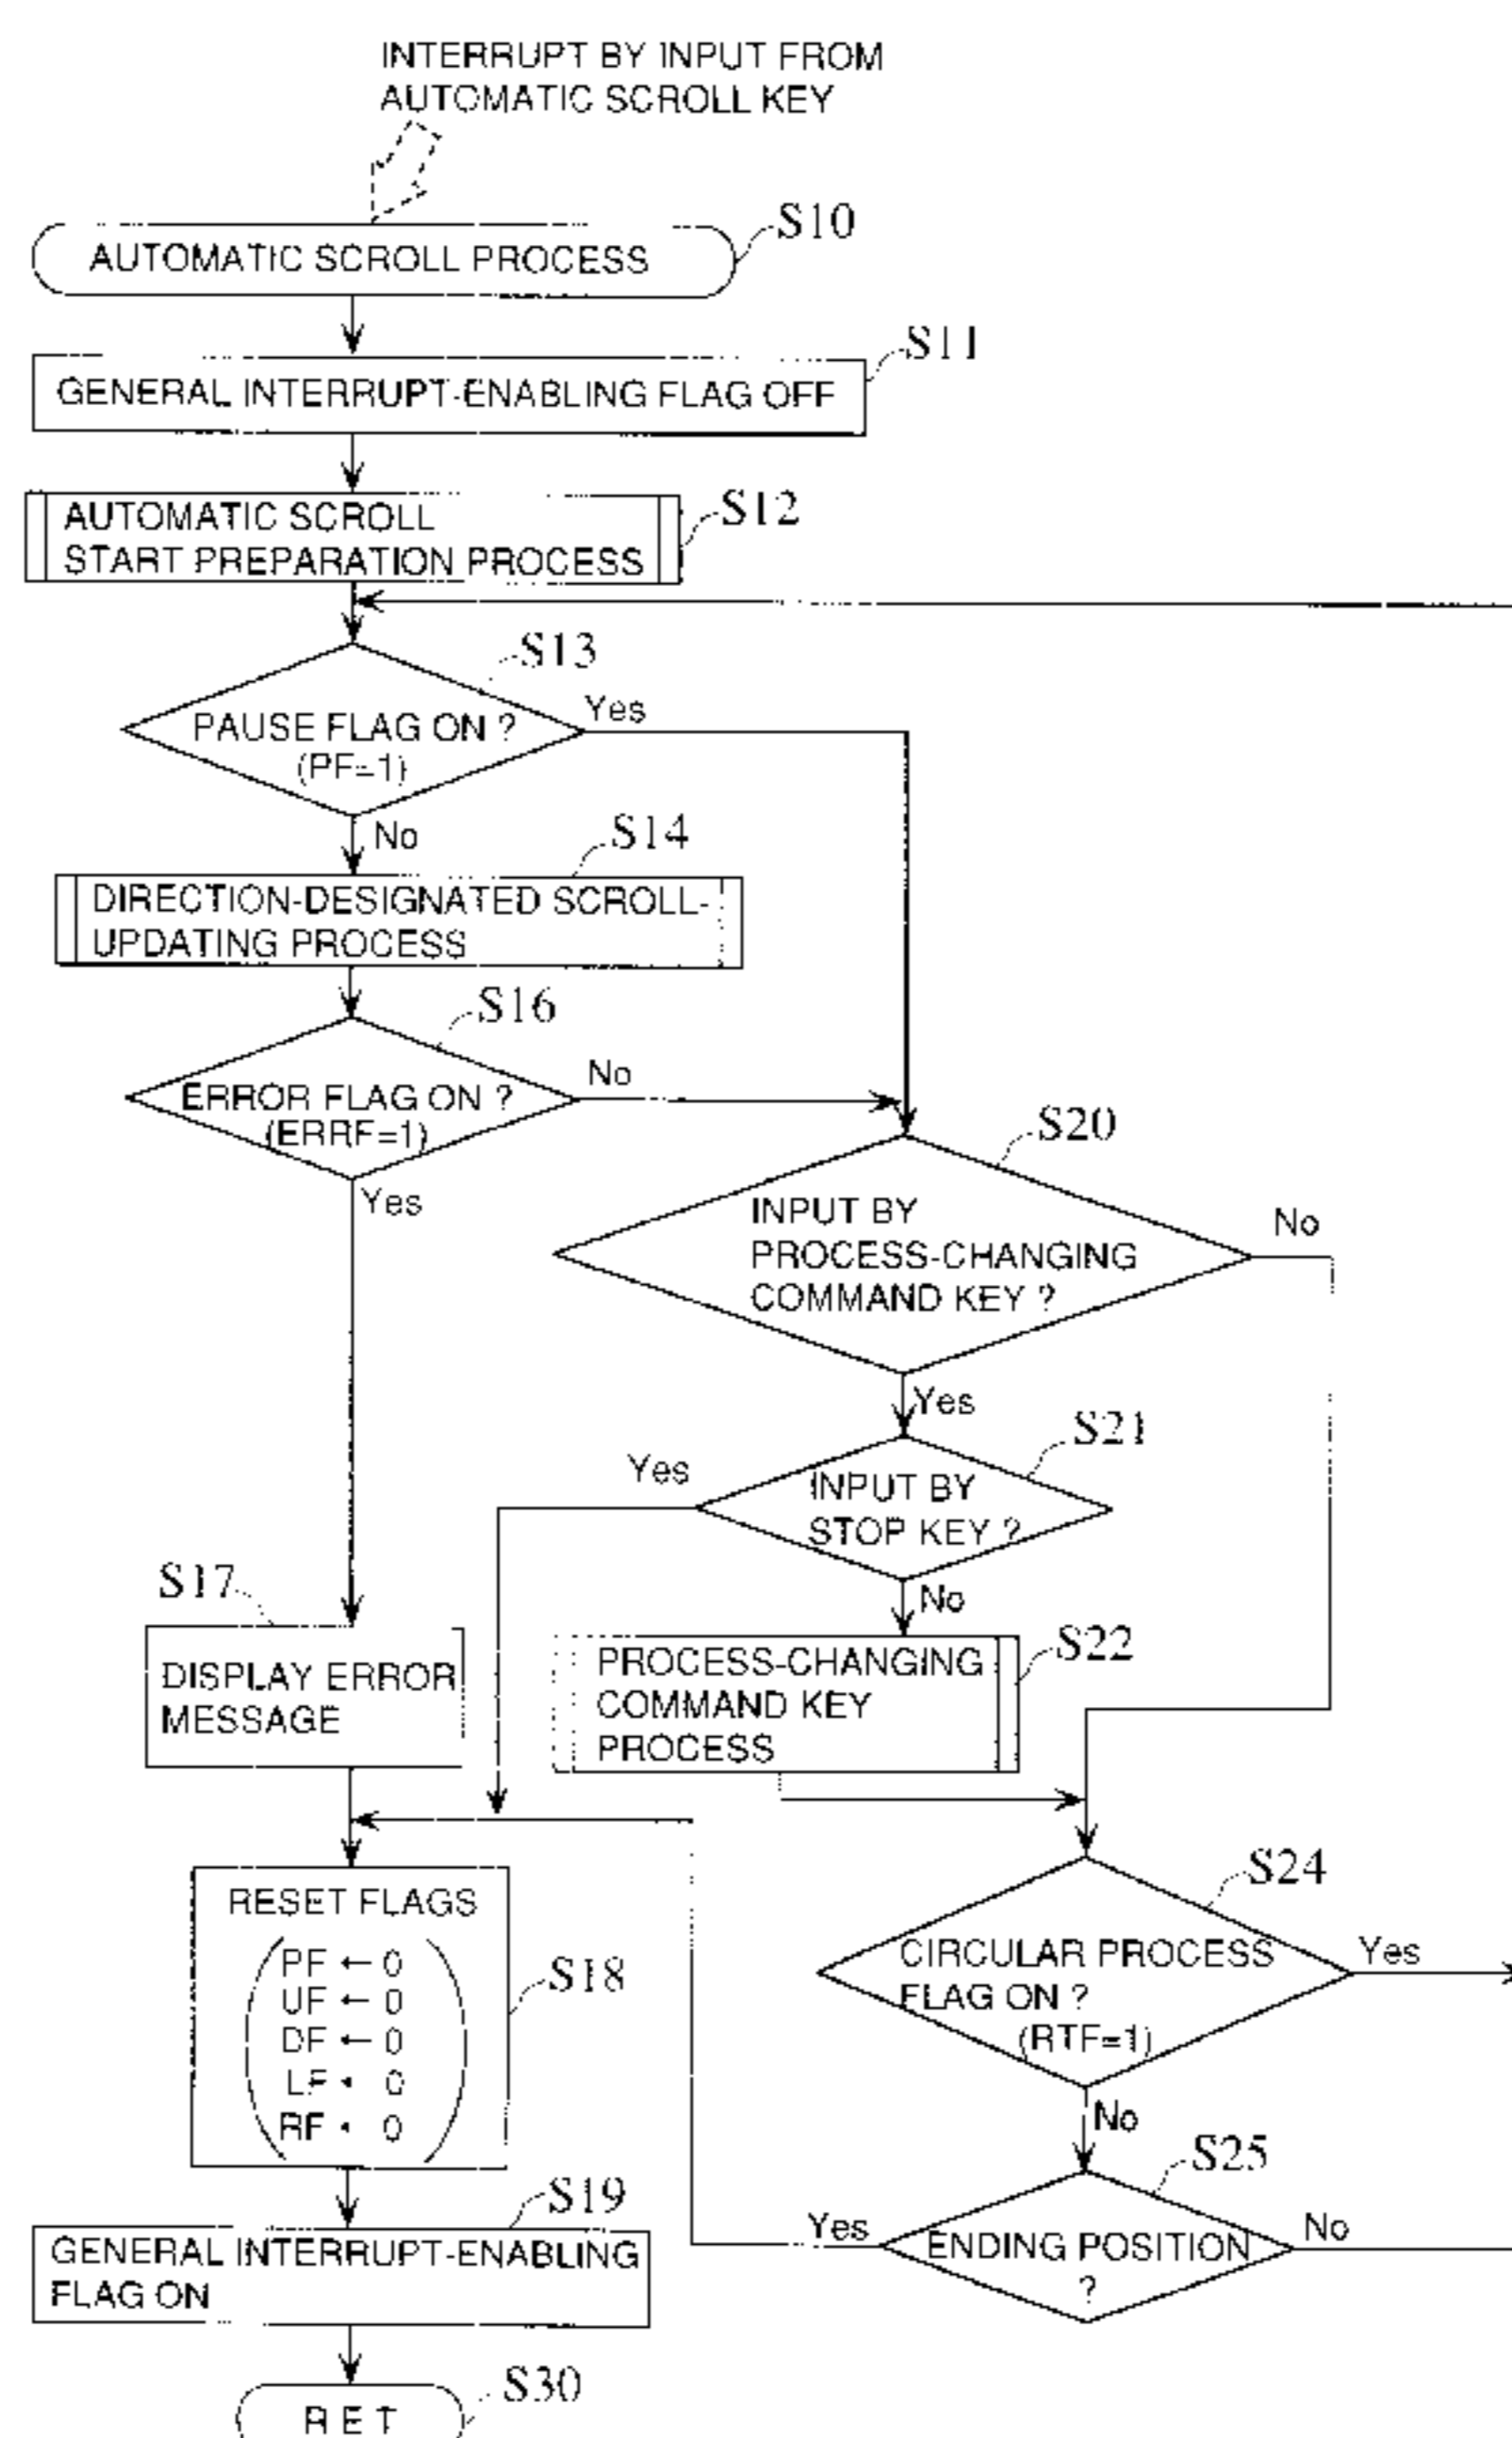 INTERRUPT BY INPUT FROM
AUTOMATIC SCROLL KEY
S10
AUTOMATIC SCROLL PROCESS
S11
GENERAL INTERRUPT-ENABLING FLAG OFF
S12
AUTOMATIC SCROLL
START PREPARATION PROCESS
S13
PAUSE FLAG ON ?
(PF=1)
Yes
No
S14
DIRECTION-DESIGNATED SCROLL-
UPDATING PROCESS
S16
ERROR FLAG ON ?
(ERRF=1)
No
Yes
S20
INPUT BY
PROCESS-CHANGING
COMMAND KEY ?
No
Yes
S21
INPUT BY
STOP KEY ?
Yes
No
S17
DISPLAY ERROR
MESSAGE
S22
PROCESS-CHANGING
COMMAND KEY
PROCESS
S18
RESET FLAGS
PF ← 0
UF ← 0
DF ← 0
LF ← 0
RF ← 0
S24
CIRCULAR PROCESS
FLAG ON ?
(RTF=1)
Yes
No
S25
ENDING POSITION
?
Yes
No
S19
GENERAL INTERRUPT-ENABLING
FLAG ON
S30
RET